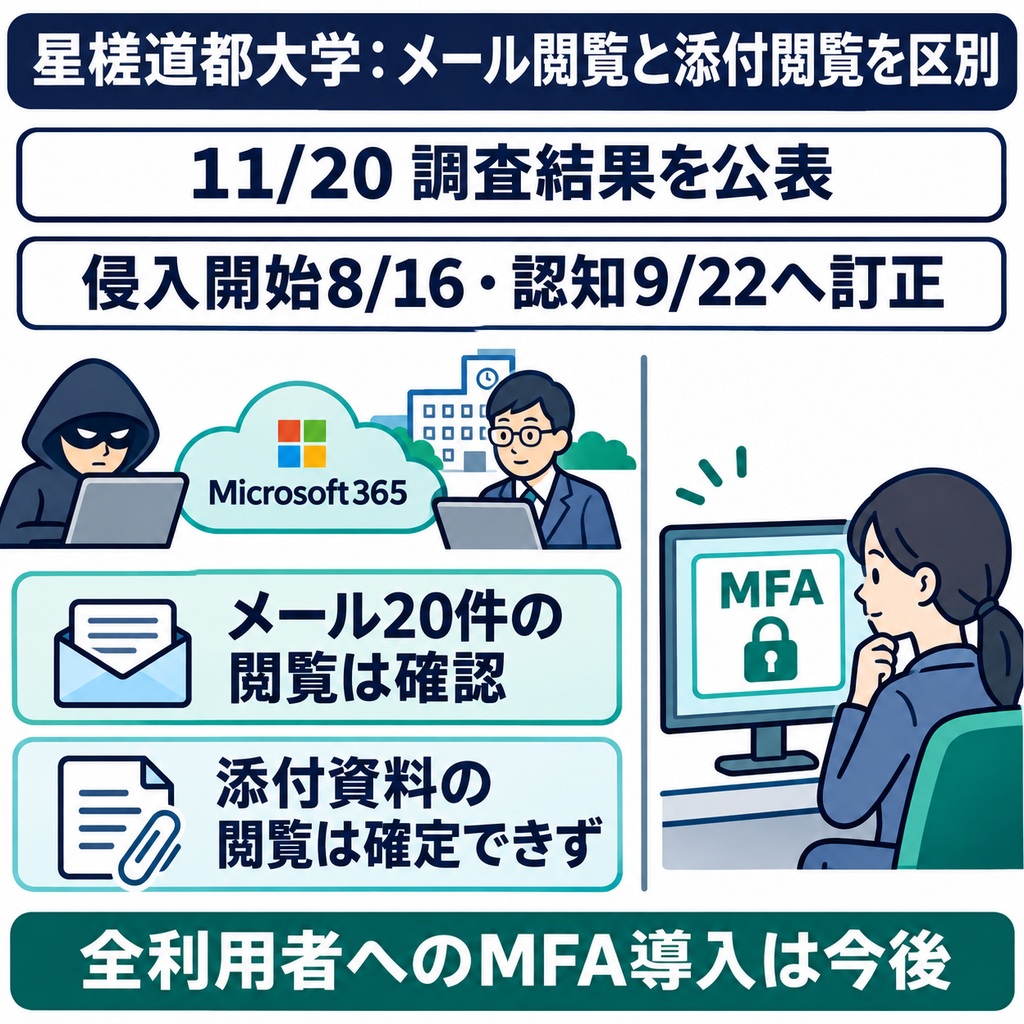 星槎道都大学：メール閲覧と添付閲覧を区別
11/20 調査結果を公表
侵入開始8/16・認知9/22へ訂正
Microsoft 365
MFA
メール20件の
閲覧は確認
添付資料の
閲覧は確定できず
全利用者へのMFA導入は今後